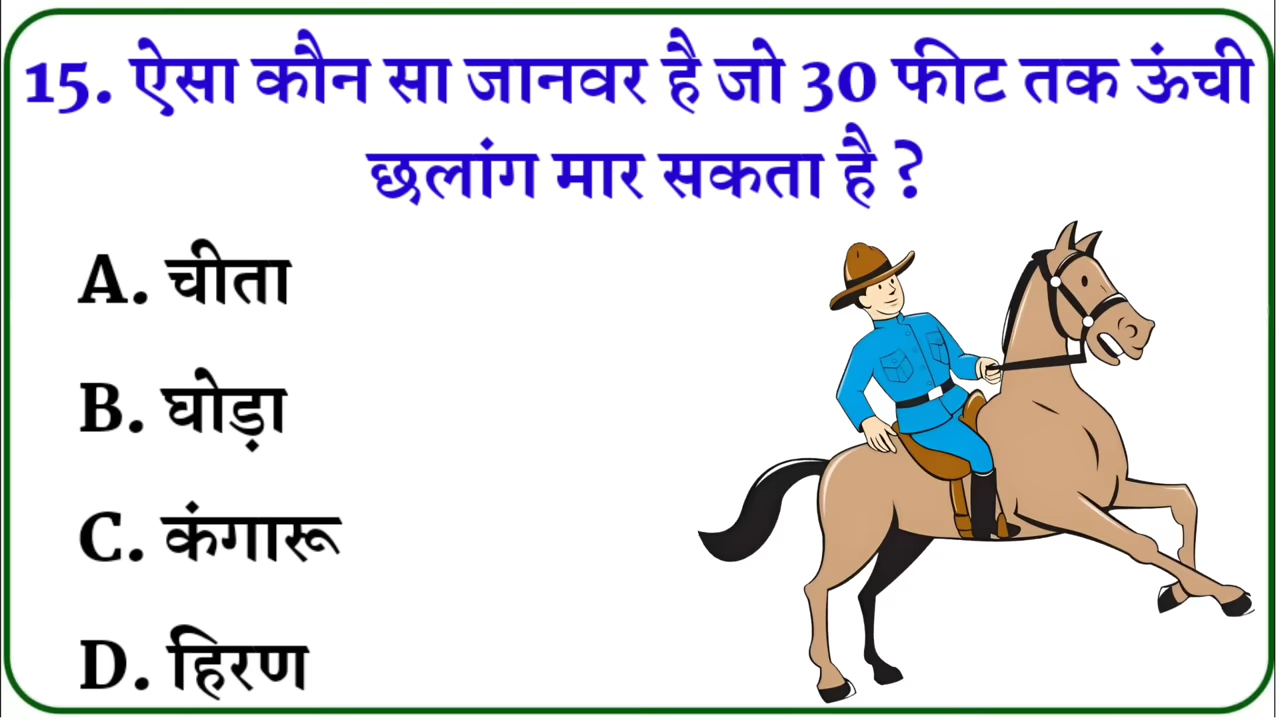 15. ऐसा कौन सा जानवर है जो 30 फीट तक ऊंची
छलांग मार सकता है ?
A. चीता
B. घोड़ा
C. कंगारू
D. हिरण